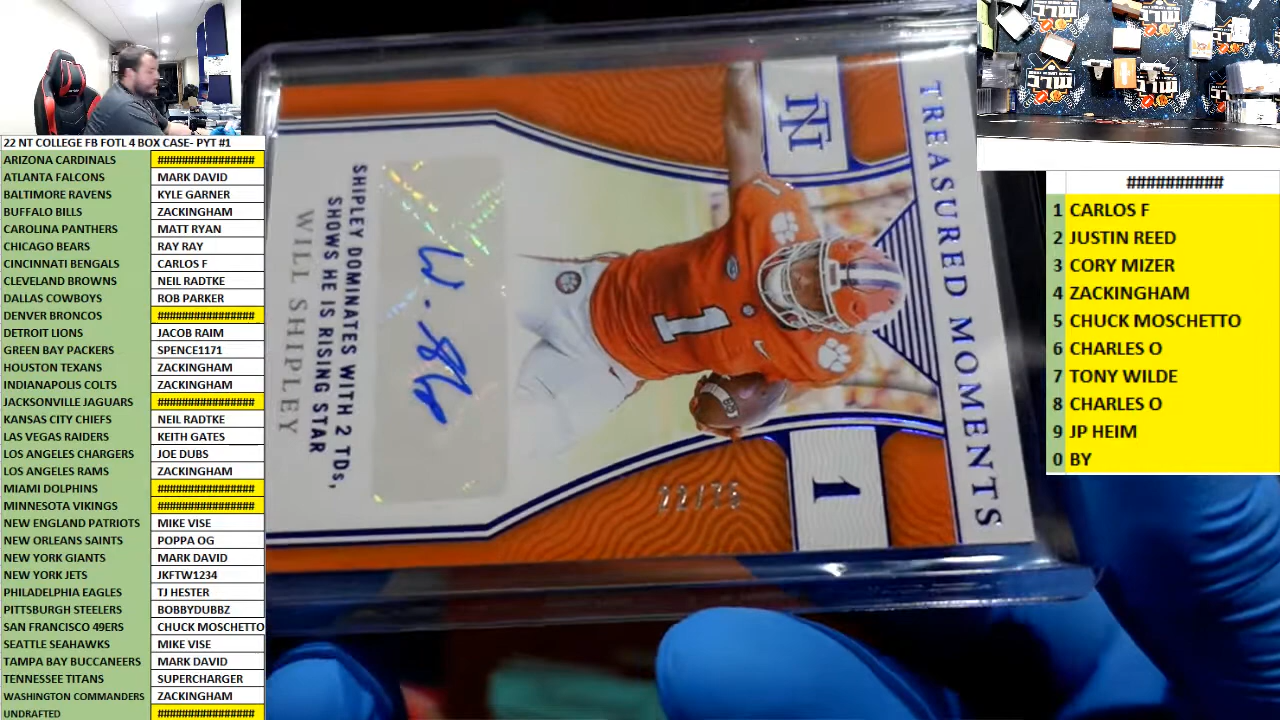 22 NT COLLEGE FB FOTL 4 BOX CASE- PYT #1
ARIZONA CARDINALS ################
ATLANTA FALCONS MARK DAVID
BALTIMORE RAVENS KYLE GARNER
BUFFALO BILLS ZACKINGHAM
CAROLINA PANTHERS MATT RYAN
CHICAGO BEARS RAY RAY
CINCINNATI BENGALS CARLOS F
CLEVELAND BROWNS NEIL RADTKE
DALLAS COWBOYS ROB PARKER
DENVER BRONCOS ################
DETROIT LIONS JACOB RAIM
GREEN BAY PACKERS SPENCE1171
HOUSTON TEXANS ZACKINGHAM
INDIANAPOLIS COLTS ZACKINGHAM
JACKSONVILLE JAGUARS ################
KANSAS CITY CHIEFS NEIL RADTKE
LAS VEGAS RAIDERS KEITH GATES
LOS ANGELES CHARGERS JOE DUBS
LOS ANGELES RAMS ZACKINGHAM
MIAMI DOLPHINS ################
MINNESOTA VIKINGS ################
NEW ENGLAND PATRIOTS MIKE VISE
NEW ORLEANS SAINTS POPPA OG
NEW YORK GIANTS MARK DAVID
NEW YORK JETS JKFTW1234
PHILADELPHIA EAGLES TJ HESTER
PITTSBURGH STEELERS BOBBYDUBBZ
SAN FRANCISCO 49ERS CHUCK MOSCHETTO
SEATTLE SEAHAWKS MIKE VISE
TAMPA BAY BUCCANEERS MARK DAVID
TENNESSEE TITANS SUPERCHARGER
WASHINGTON COMMANDERS ZACKINGHAM
UNDRAFTED ################
TREASURED MOMENTS
NT
1
1
22/75
W. Sh
SHIPLEY DOMINATES WITH 2 TDs,
SHOWS HE IS RISING STAR
WILL SHIPLEY
MLC
##########
1 CARLOS F
2 JUSTIN REED
3 CORY MIZER
4 ZACKINGHAM
5 CHUCK MOSCHETTO
6 CHARLES O
7 TONY WILDE
8 CHARLES O
9 JP HEIM
0 BY